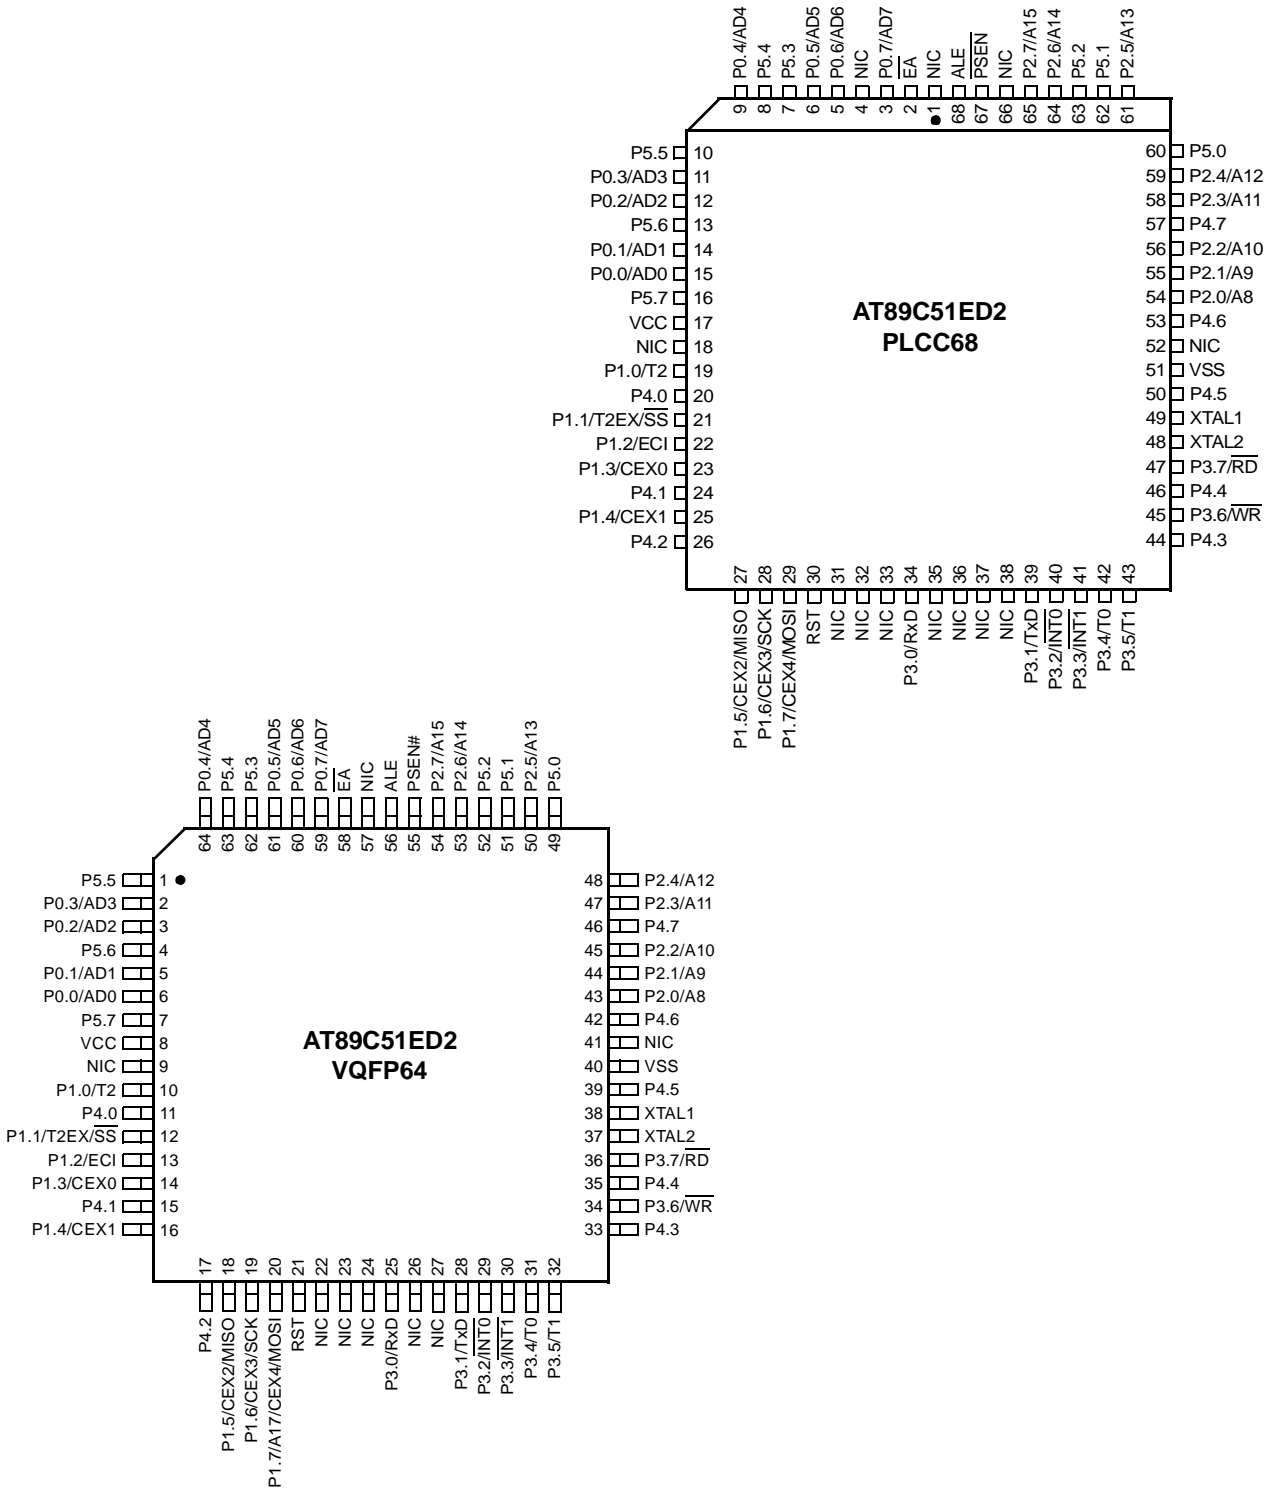 P0.4/AD4
P5.4
P5.3
P0.5/AD5
P0.6/AD6
NIC
P0.7/AD7
EA
NIC
ALE
PSEN
NIC
P2.7/A15
P2.6/A14
P5.2
P5.1
P2.5/A13
9 8 7 6 5 4 3 2 1 68 67 66 65 64 63 62 61
P5.5 10
P0.3/AD3 11
P0.2/AD2 12
P5.6 13
P0.1/AD1 14
P0.0/AD0 15
P5.7 16
VCC 17
NIC 18
P1.0/T2 19
P4.0 20
P1.1/T2EX/SS 21
P1.2/ECI 22
P1.3/CEX0 23
P4.1 24
P1.4/CEX1 25
P4.2 26
AT89C51ED2
PLCC68
60 P5.0
59 P2.4/A12
58 P2.3/A11
57 P4.7
56 P2.2/A10
55 P2.1/A9
54 P2.0/A8
53 P4.6
52 NIC
51 VSS
50 P4.5
49 XTAL1
48 XTAL2
47 P3.7/RD
46 P4.4
45 P3.6/WR
44 P4.3
27 28 29 30 31 32 33 34 35 36 37 38 39 40 41 42 43
P1.5/CEX2/MISO
P1.6/CEX3/SCK
P1.7/CEX4/MOSI
RST
NIC
NIC
NIC
P3.0/RxD
NIC
NIC
NIC
NIC
P3.1/TxD
P3.2/INT0
P3.3/INT1
P3.4/T0
P3.5/T1
P0.4/AD4
P5.4
P5.3
P0.5/AD5
P0.6/AD6
P0.7/AD7
EA
NIC
ALE
PSEN#
P2.7/A15
P2.6/A14
P5.2
P5.1
P2.5/A13
P5.0
64 63 62 61 60 59 58 57 56 55 54 53 52 51 50 49
P5.5 1
P0.3/AD3 2
P0.2/AD2 3
P5.6 4
P0.1/AD1 5
P0.0/AD0 6
P5.7 7
VCC 8
NIC 9
P1.0/T2 10
P4.0 11
P1.1/T2EX/SS 12
P1.2/ECI 13
P1.3/CEX0 14
P4.1 15
P1.4/CEX1 16
AT89C51ED2
VQFP64
48 P2.4/A12
47 P2.3/A11
46 P4.7
45 P2.2/A10
44 P2.1/A9
43 P2.0/A8
42 P4.6
41 NIC
40 VSS
39 P4.5
38 XTAL1
37 XTAL2
36 P3.7/RD
35 P4.4
34 P3.6/WR
33 P4.3
17 18 19 20 21 22 23 24 25 26 27 28 29 30 31 32
P4.2
P1.5/CEX2/MISO
P1.6/CEX3/SCK
P1.7/A17/CEX4/MOSI
RST
NIC
NIC
NIC
P3.0/RxD
NIC
NIC
P3.1/TxD
P3.2/INT0
P3.3/INT1
P3.4/T0
P3.5/T1